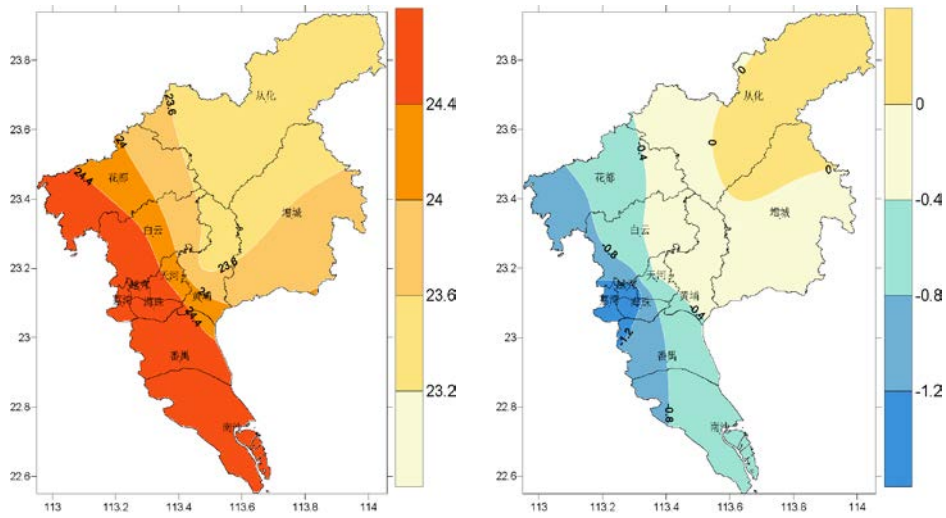 23.8
23.6
23.4
23.2
23
22.8
22.6
113
113.2
113.4
113.6
113.8
114
23.6
24
24.4
23.6
24
24.4
从化
花都
增城
白云
天河
黄埔
越秀
荔湾
海珠
番禺
南沙
24.4
24
23.6
23.2
23.8
23.6
23.4
23.2
23
22.8
22.6
113
113.2
113.4
113.6
113.8
114
0
0
0
-0.4
-0.8
-0.4
-1.2
-0.8
从化
花都
增城
白云
天河
黄埔
越秀
荔湾
海珠
番禺
南沙
0
-0.4
-0.8
-1.2